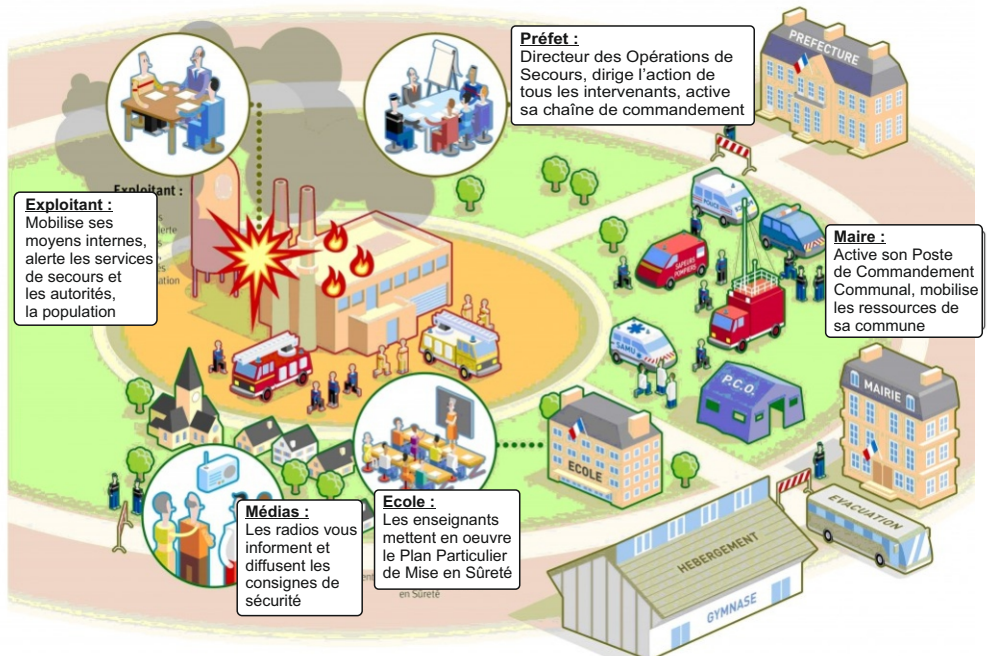 Préfet :
Directeur des Opérations de
Secours, dirige l'action de
tous les intervenants, active
sa chaîne de commandement
PREFECTURE
Exploitant :
Exploitant :
Mobilise ses
moyens internes,
alerte les services
de secours et
les autorités,
la population
POLICE
SAPEURS
POMPIERS
SAMU
P.C.O.
Maire :
Active son Poste
de Commandement
Communal, mobilise
les ressources de
sa commune
MAIRIE
ECOLE
Médias :
Les radios vous
informent et
diffusent les
consignes de
sécurité
Ecole :
Les enseignants
mettent en oeuvre
le Plan Particulier
de Mise en Sûreté
en Sûreté
EVACUATION
HEBERGEMENT
GYMNASE